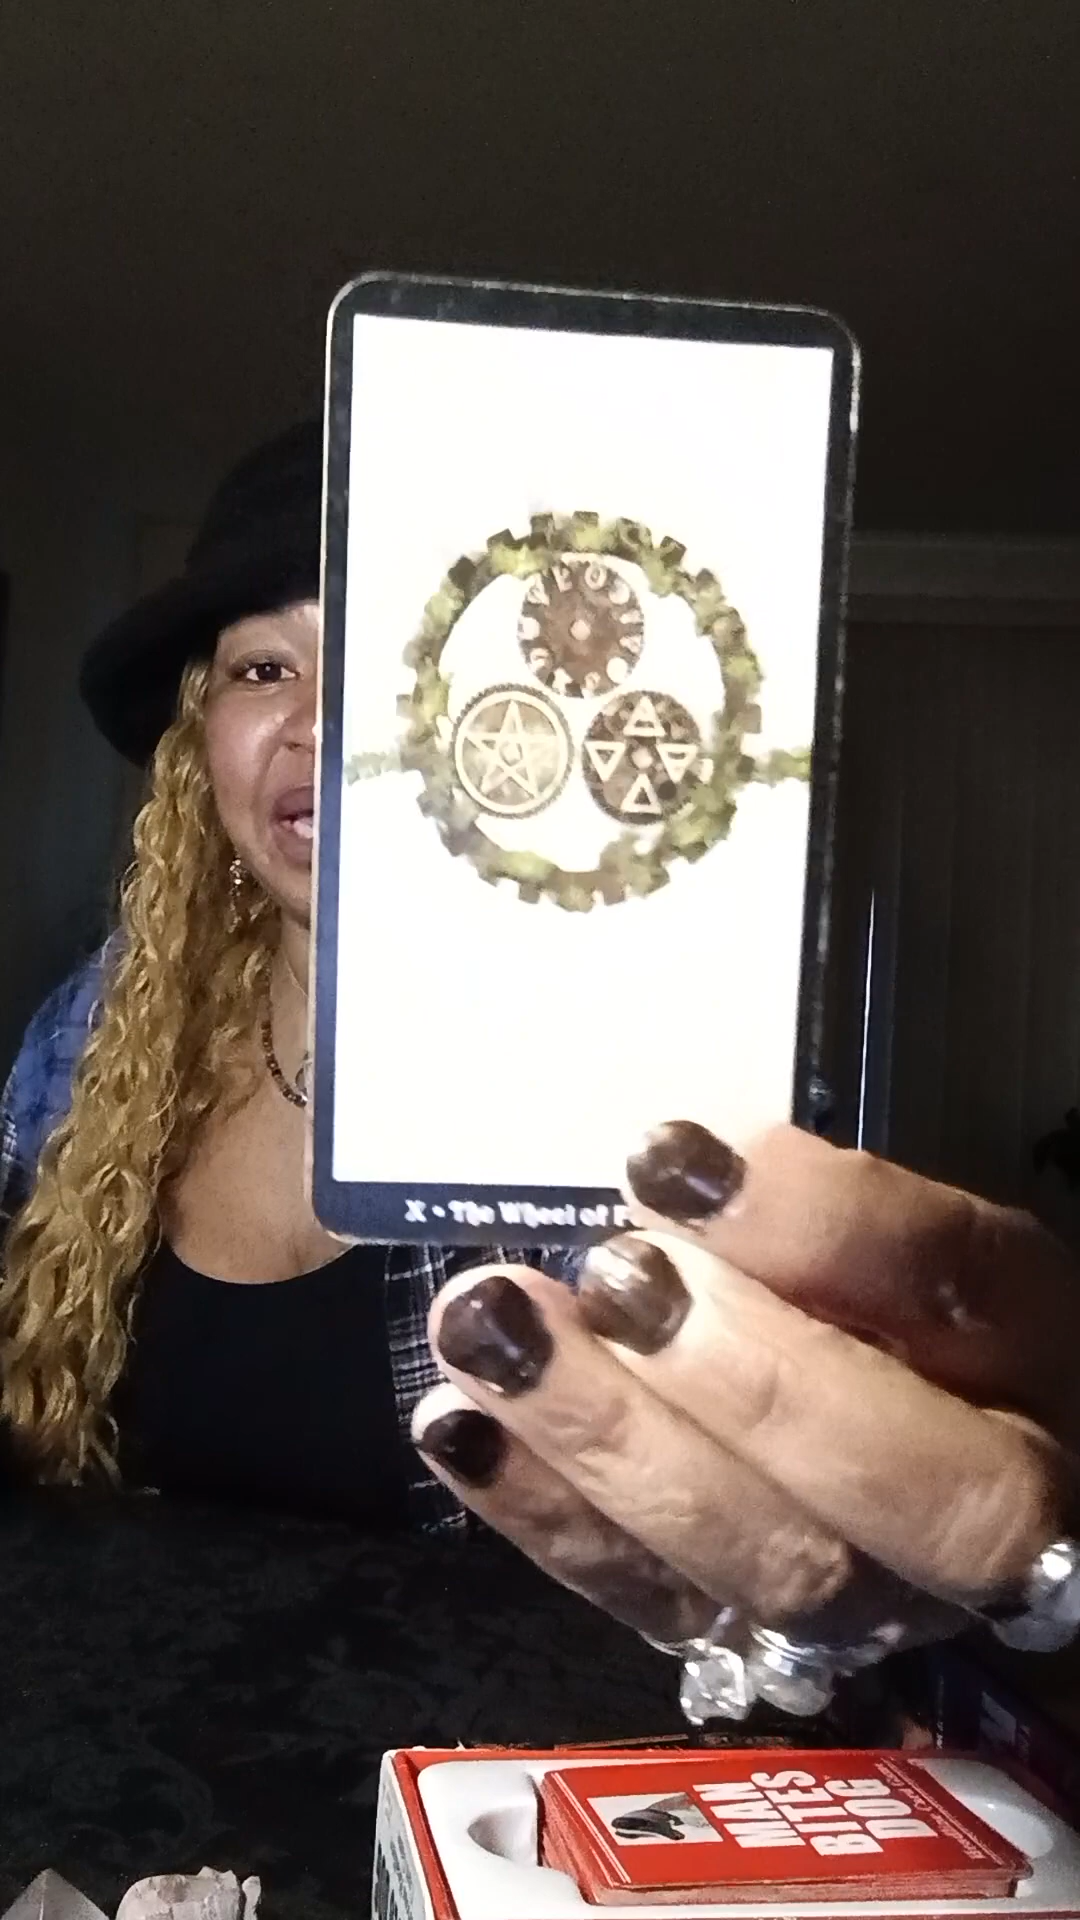 X • The Wheel of
MAN
BITES
DOG